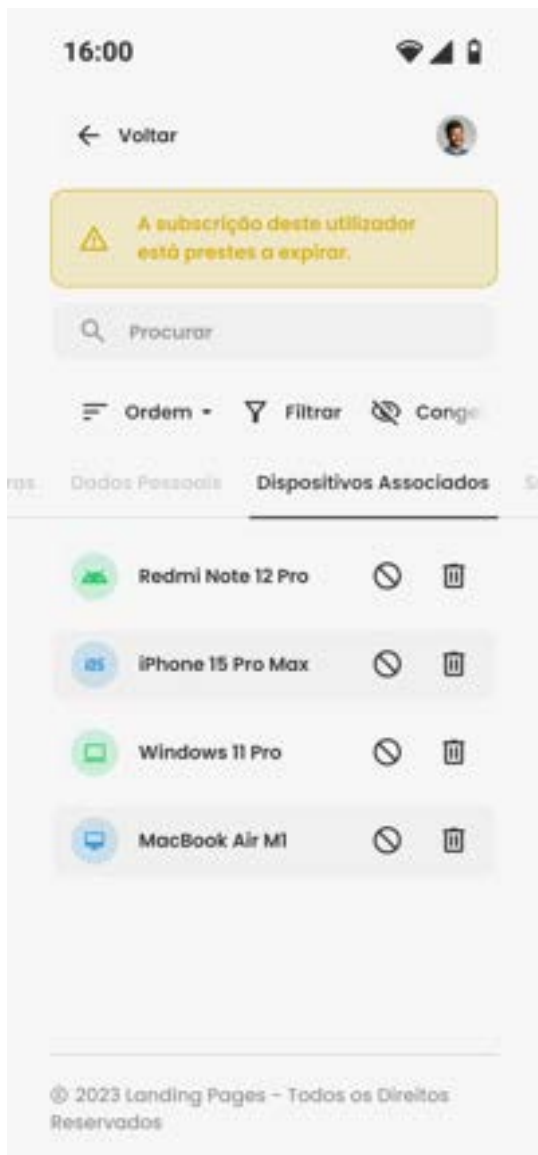 16:00
Voltar
A subscrição deste utilizador
está prestes a expirar.
Procurar
Ordem Filtrar Conge
ras Dados Pessoais Dispositivos Associados S
Redmi Note 12 Pro
iOS iPhone 15 Pro Max
Windows 11 Pro
MacBook Air M1
© 2023 Landing Pages - Todos os Direitos
Reservados